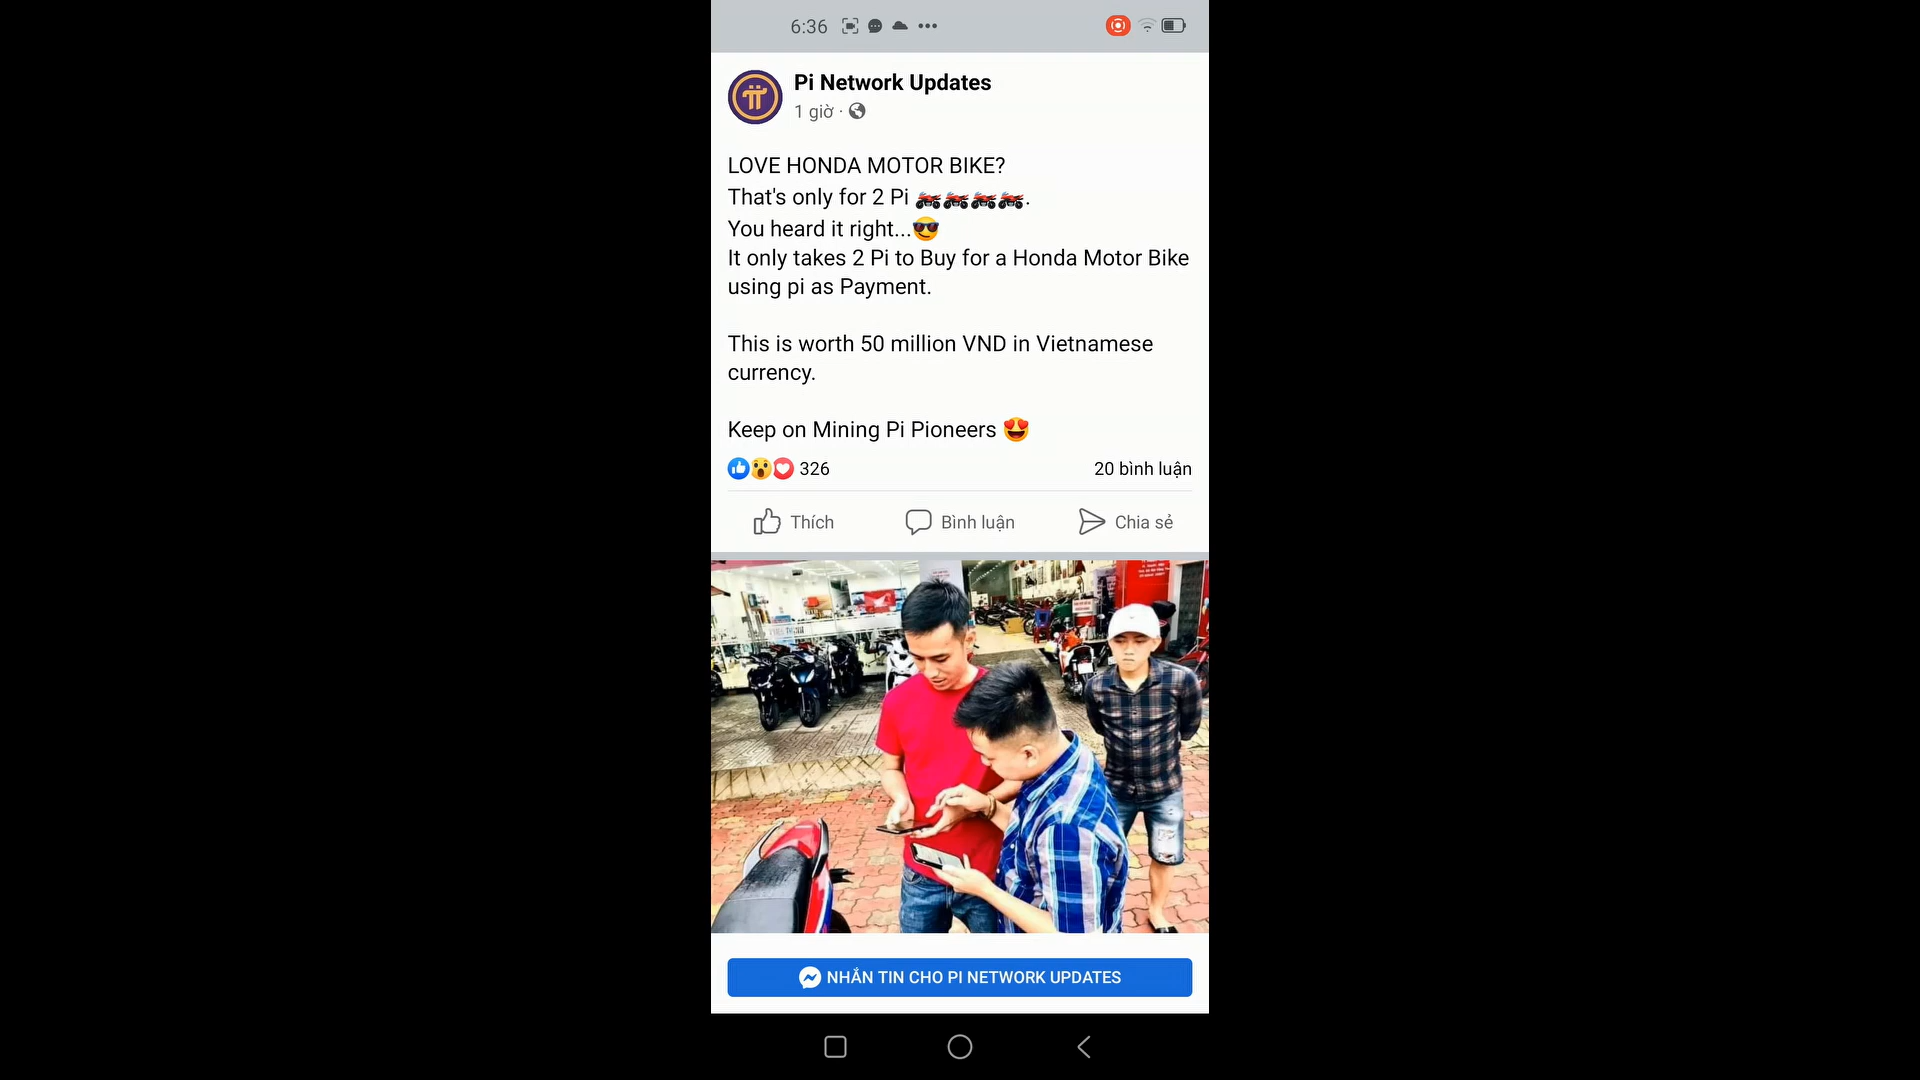 6:36
Pi Network Updates
1 giờ ·
LOVE HONDA MOTOR BIKE?
That's only for 2 Pi 🏍️🏍️🏍️🏍️.
You heard it right...😎
It only takes 2 Pi to Buy for a Honda Motor Bike
using pi as Payment.
This is worth 50 million VND in Vietnamese
currency.
Keep on Mining Pi Pioneers 😍
326
20 bình luận
Thích
Bình luận
Chia sẻ
NHẮN TIN CHO PI NETWORK UPDATES